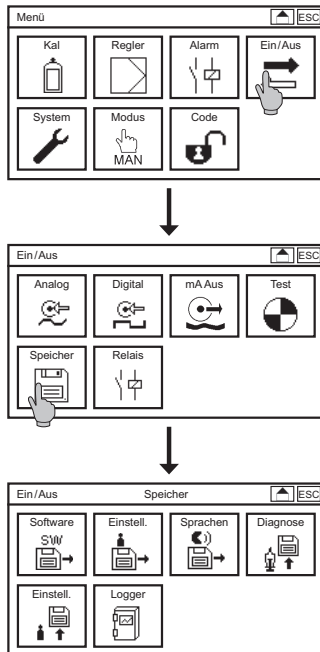 Menü ESC
Kal Regler Alarm Ein/Aus
System Modus Code
MAN
Ein/Aus ESC
Analog Digital mA Aus Test
Speicher Relais
Ein/Aus Speicher ESC
Software Einstell. Sprachen Diagnose
SW
Einstell. Logger